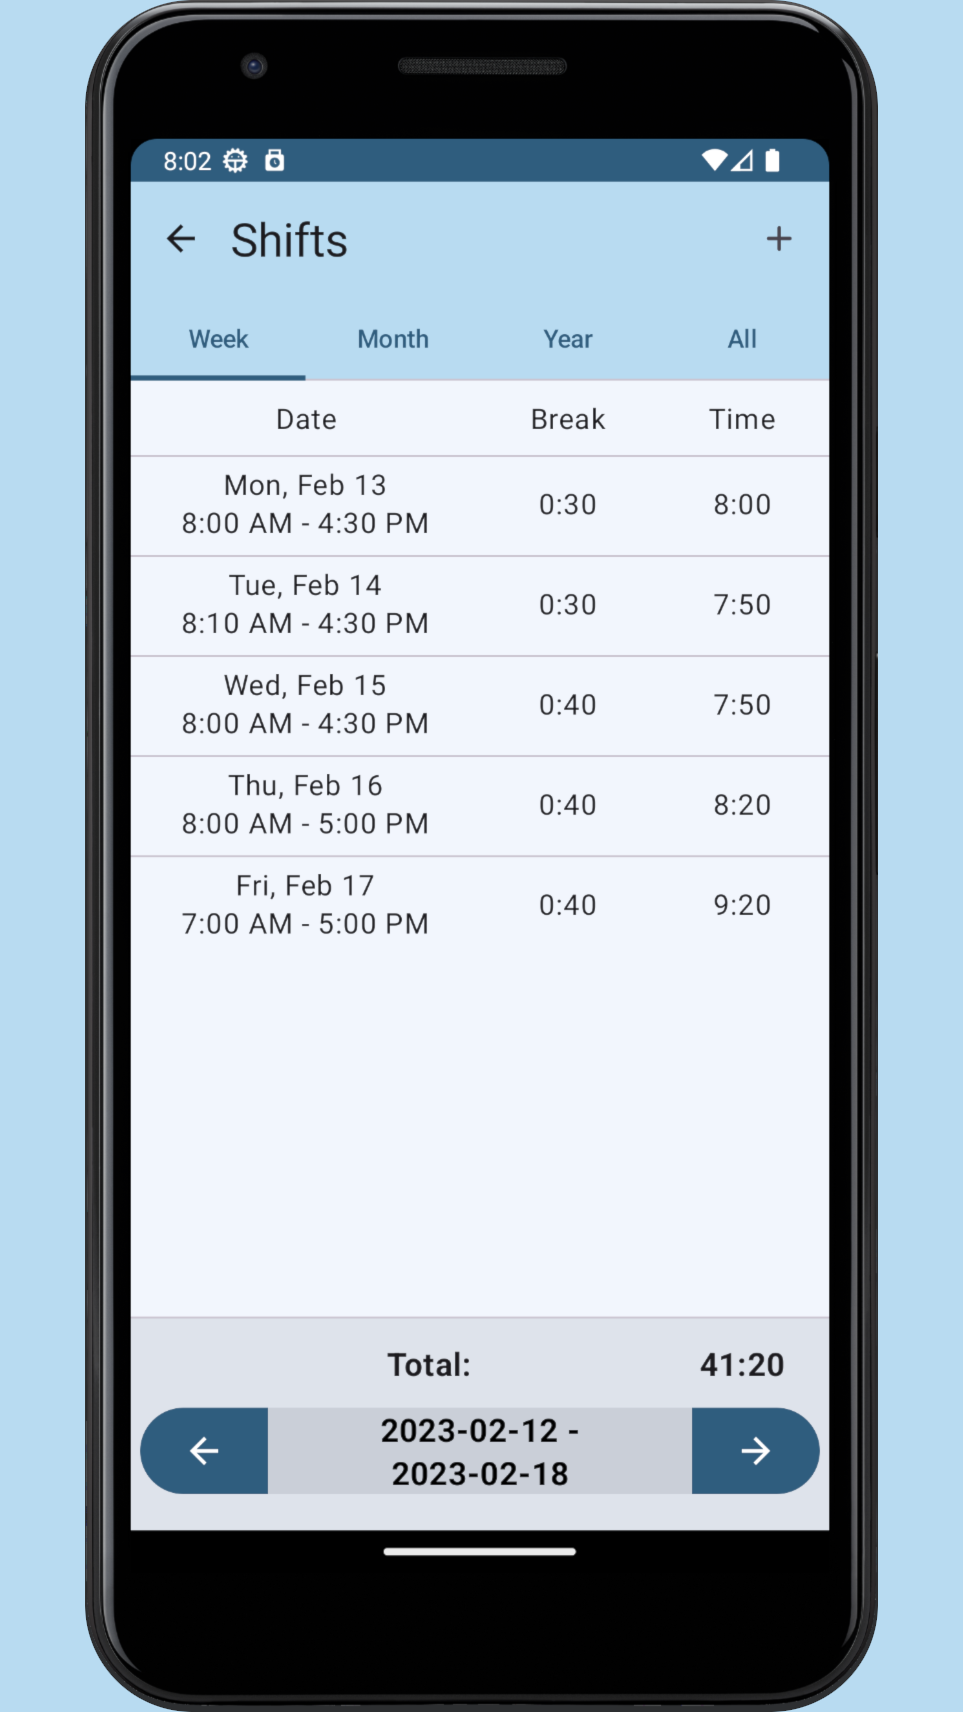 8:02
Shifts
Week Month Year All
Date Break Time
Mon, Feb 13
8:00 AM - 4:30 PM 0:30 8:00
Tue, Feb 14
8:10 AM - 4:30 PM 0:30 7:50
Wed, Feb 15
8:00 AM - 4:30 PM 0:40 7:50
Thu, Feb 16
8:00 AM - 5:00 PM 0:40 8:20
Fri, Feb 17
7:00 AM - 5:00 PM 0:40 9:20
Total: 41:20
2023-02-12 -
2023-02-18